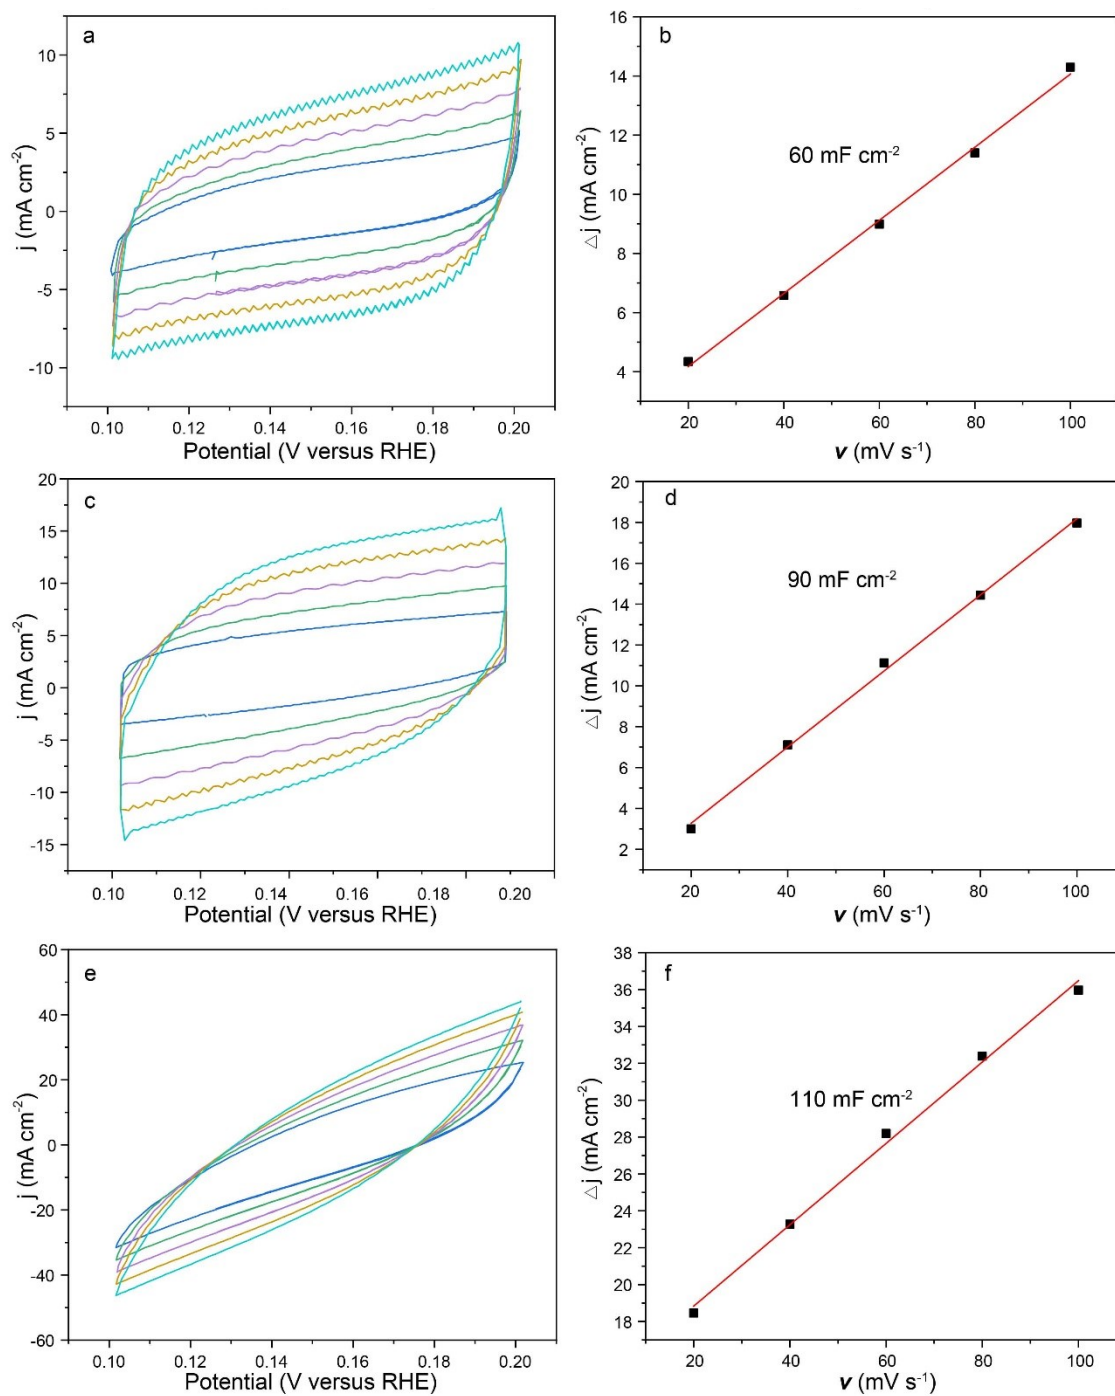 a
j (mA cm⁻²)
10
5
0
-5
-10
0.10 0.12 0.14 0.16 0.18 0.20
Potential (V versus RHE)
b
△j (mA cm⁻²)
16
14
12
10
8
6
4
60 mF cm⁻²
20 40 60 80 100
v (mV s⁻¹)
c
j (mA cm⁻²)
20
15
10
5
0
-5
-10
-15
0.10 0.12 0.14 0.16 0.18 0.20
Potential (V versus RHE)
d
△j (mA cm⁻²)
20
18
16
14
12
10
8
6
4
2
90 mF cm⁻²
20 40 60 80 100
v (mV s⁻¹)
e
j (mA cm⁻²)
60
40
20
0
-20
-40
-60
0.10 0.12 0.14 0.16 0.18 0.20
Potential (V versus RHE)
f
△j (mA cm⁻²)
38
36
34
32
30
28
26
24
22
20
18
110 mF cm⁻²
20 40 60 80 100
v (mV s⁻¹)